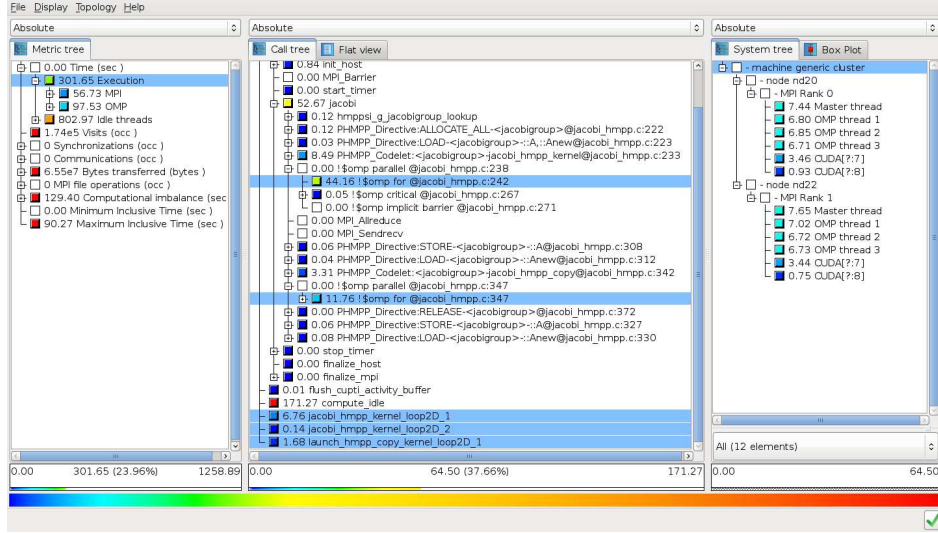 File Display Topology Help
Absolute
Metric tree
0.00 Time (sec )
301.65 Execution
56.73 MPI
97.53 OMP
802.97 Idle threads
1.74e5 Visits (occ )
0 Synchronizations (occ )
0 Communications (occ )
6.55e7 Bytes transferred (bytes )
0 MPI file operations (occ )
129.40 Computational imbalance (sec
0.00 Minimum Inclusive Time (sec )
90.27 Maximum Inclusive Time (sec )
0.00 301.65 (23.96%) 1258.89
Absolute
Call tree Flat view
0.84 init_host
0.00 MPI_Barrier
0.00 start_timer
52.67 jacobi
0.12 hmppsi_g_jacobigroup_lookup
0.12 PHMPP_Directive:ALLOCATE_ALL-<jacobigroup>@jacobi_hmpp.c:222
0.03 PHMPP_Directive:LOAD-<jacobigroup>-::A,::Anew@jacobi_hmpp.c:223
8.49 PHMPP_Codelet:<jacobigroup>-jacobi_hmpp_kernel@jacobi_hmpp.c:233
0.00 !$omp parallel @jacobi_hmpp.c:238
44.16 !$omp for @jacobi_hmpp.c:242
0.05 !$omp critical @jacobi_hmpp.c:267
0.00 !$omp implicit barrier @jacobi_hmpp.c:271
0.00 MPI_Allreduce
0.00 MPI_Sendrecv
0.06 PHMPP_Directive:STORE-<jacobigroup>-::A@jacobi_hmpp.c:308
0.04 PHMPP_Directive:LOAD-<jacobigroup>-::Anew@jacobi_hmpp.c:312
3.31 PHMPP_Codelet:<jacobigroup>-jacobi_hmpp_copy@jacobi_hmpp.c:342
0.00 !$omp parallel @jacobi_hmpp.c:347
11.76 !$omp for @jacobi_hmpp.c:347
0.00 PHMPP_Directive:RELEASE-<jacobigroup>@jacobi_hmpp.c:372
0.06 PHMPP_Directive:STORE-<jacobigroup>-::A@jacobi_hmpp.c:327
0.08 PHMPP_Directive:LOAD-<jacobigroup>-::Anew@jacobi_hmpp.c:330
0.00 stop_timer
0.00 finalize_host
0.00 finalize_mpi
0.01 flush_cupti_activity_buffer
171.27 compute_idle
6.76 jacobi_hmpp_kernel_loop2D_1
0.14 jacobi_hmpp_kernel_loop2D_2
1.68 launch_hmpp_copy_kernel_loop2D_1
0.00 64.50 (37.66%) 171.27
Absolute
System tree Box Plot
- machine generic cluster
- node nd20
- MPI Rank 0
7.44 Master thread
6.80 OMP thread 1
6.85 OMP thread 2
6.71 OMP thread 3
3.46 CUDA[?:7]
0.93 CUDA[?:8]
- node nd22
- MPI Rank 1
7.65 Master thread
7.02 OMP thread 1
6.72 OMP thread 2
6.73 OMP thread 3
3.44 CUDA[?:7]
0.75 CUDA[?:8]
All (12 elements)
0.00 64.50